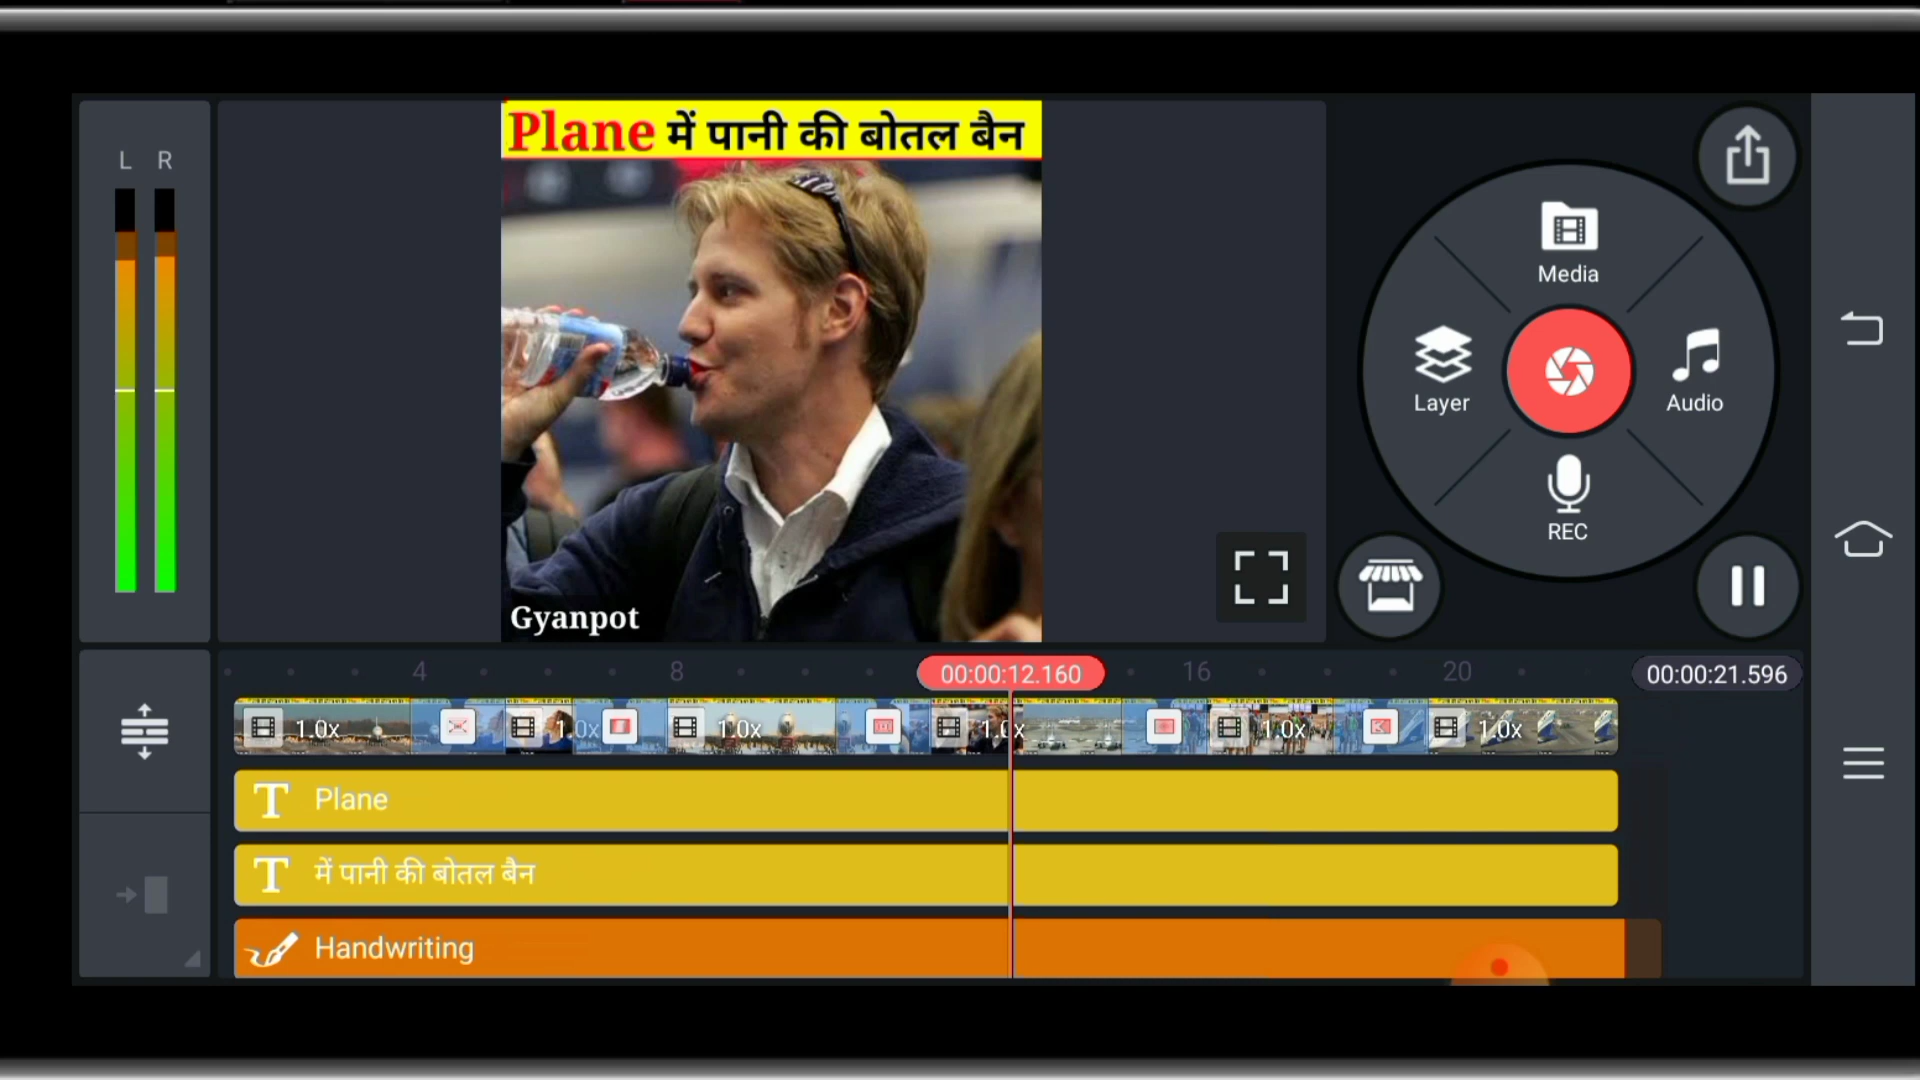 L R
Plane में पानी की बोतल बैन
Gyanpot
Media
Layer
Audio
REC
4 8 00:00:12.160 16 20 00:00:21.596
1.0x 1.0x 1.0x 1.0x 1.0x 1.0x
Plane
में पानी की बोतल बैन
Handwriting